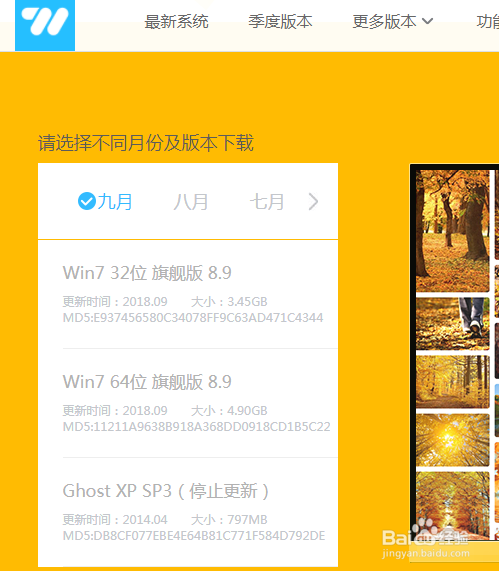 最新系统 季度版本 更多版本 功能
请选择不同月份及版本下载
九月 八月 七月
Win7 32位 旗舰版 8.9
更新时间：2018.09 大小：3.45GB
MD5:E937456580C34078FF9C63AD471C4344
Win7 64位 旗舰版 8.9
更新时间：2018.09 大小：4.90GB
MD5:11211A9638B918A368DD0918CD1B5C22
Ghost XP SP3（停止更新）
更新时间：2014.04 大小：797MB
MD5:DB8CF077EBE4E64B81C771F584D792DE
Baidu经验
jingyan.baidu.com